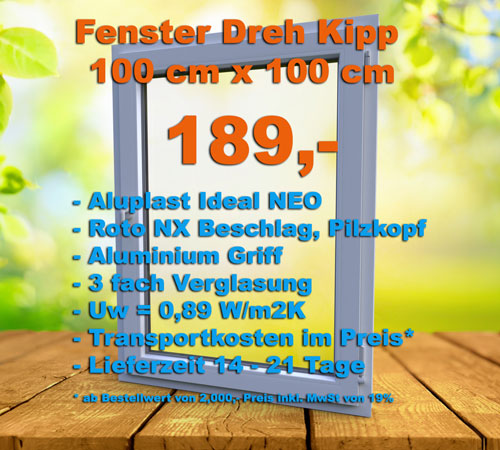 Fenster Dreh Kipp
100 cm x 100 cm
189,-
- Aluplast Ideal NEO
- Roto NX Beschlag, Pilzkopf
- Aluminium Griff
- 3 fach Verglasung
- Uw = 0,89 W/m2K
- Transportkosten im Preis*
- Lieferzeit 14 - 21 Tage
* ab Bestellwert von 2,000,- Preis inkl. MwSt von 19%